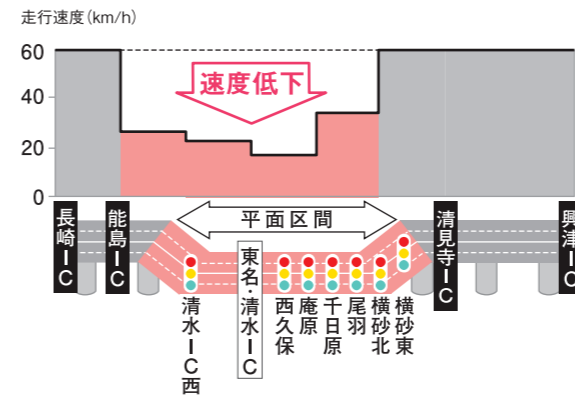 走行速度(km/h)
60
40
20
0
速度低下
平面区間
長崎IC
能島IC
東名・清水IC
清見寺IC
興津IC
清水IC西
西久保
庵原
千日原
尾羽
横砂北
横砂東